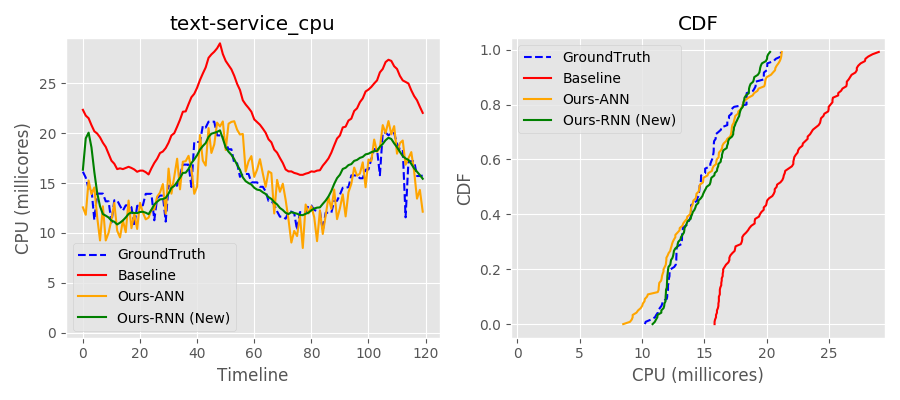 text-service_cpu
CPU (millicores)
25
20
15
10
5
0
GroundTruth
Baseline
Ours-ANN
Ours-RNN (New)
0 20 40 60 80 100 120
Timeline
CDF
CDF
1.0
0.8
0.6
0.4
0.2
0.0
GroundTruth
Baseline
Ours-ANN
Ours-RNN (New)
0 5 10 15 20 25
CPU (millicores)